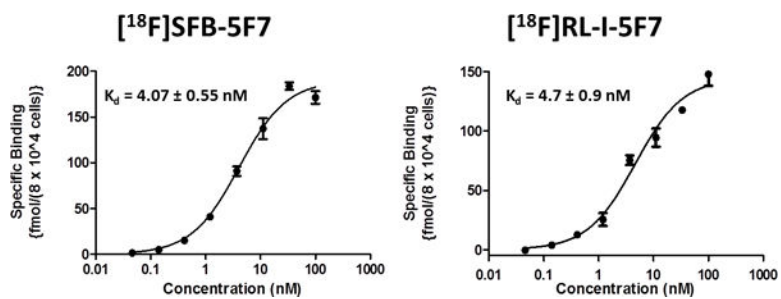 [¹⁸F]SFB-5F7
200
150
100
50
0
K_d = 4.07 ± 0.55 nM
Specific Binding
{fmol/(8 x 10^4 cells)}
0.01 0.1 1 10 100 1000
Concentration (nM)
[¹⁸F]RL-I-5F7
150
100
50
0
K_d = 4.7 ± 0.9 nM
Specific Binding
{fmol/(8 x 10^4 cells)}
0.01 0.1 1 10 100 1000
Concentration (nM)